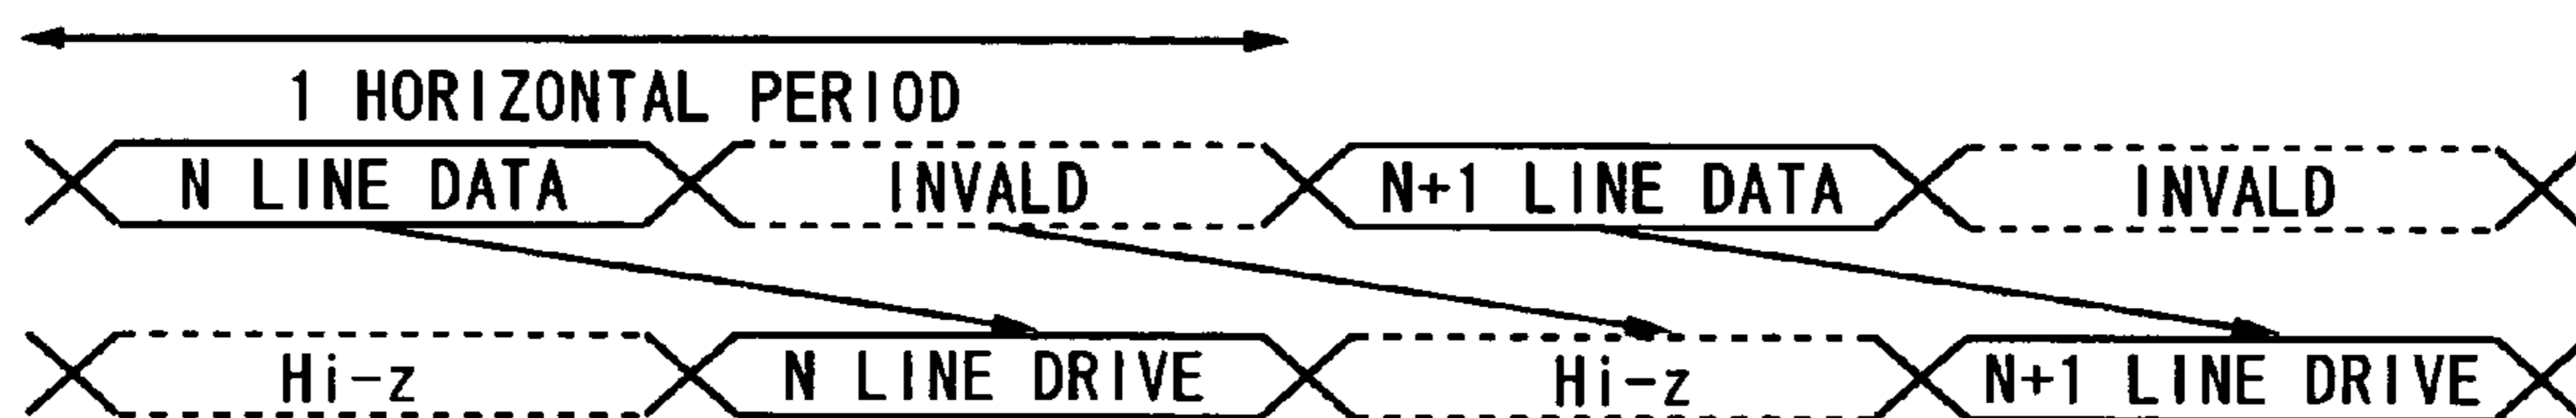 1 HORIZONTAL PERIOD
N LINE DATA INVALD N+1 LINE DATA INVALD
Hi-z N LINE DRIVE Hi-z N+1 LINE DRIVE